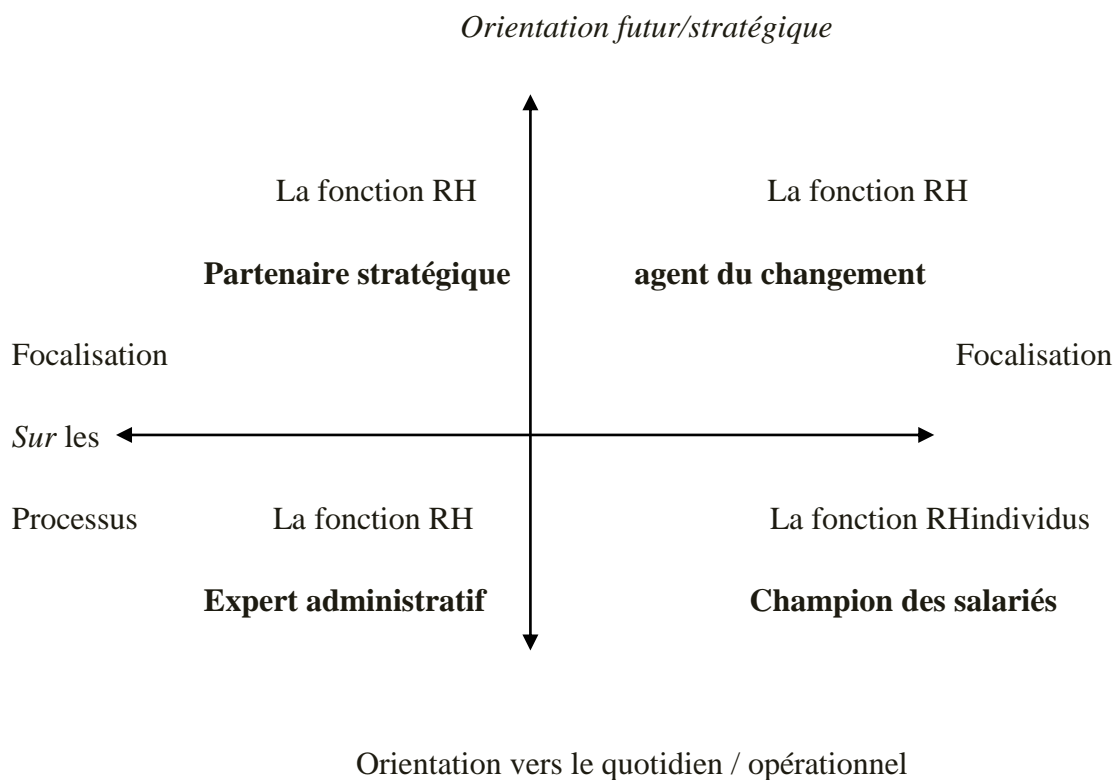 Orientation futur/stratégique
La fonction RH La fonction RH
Partenaire stratégique agent du changement
Focalisation Focalisation
Sur les
Processus La fonction RH La fonction RHindividus
Expert administratif Champion des salariés
Orientation vers le quotidien / opérationnel